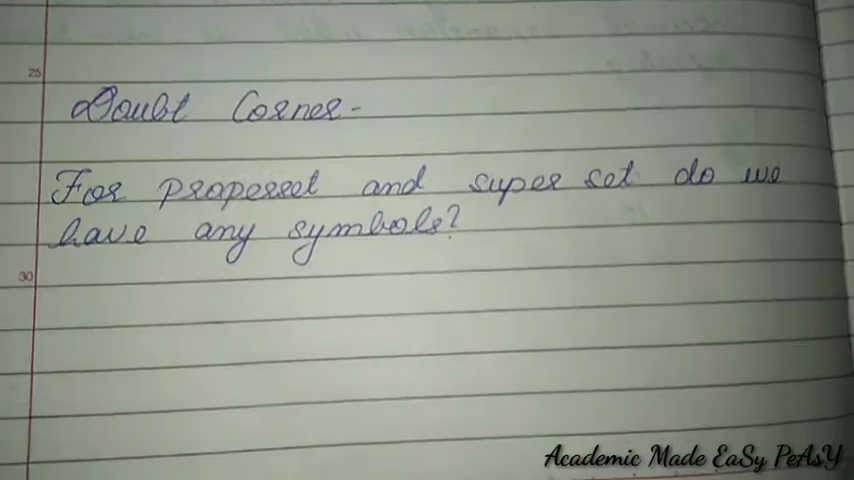 25
Doubt Corner-
For properset and super set do we
have any symbols?
30
Academic Made EaSy PeAsY